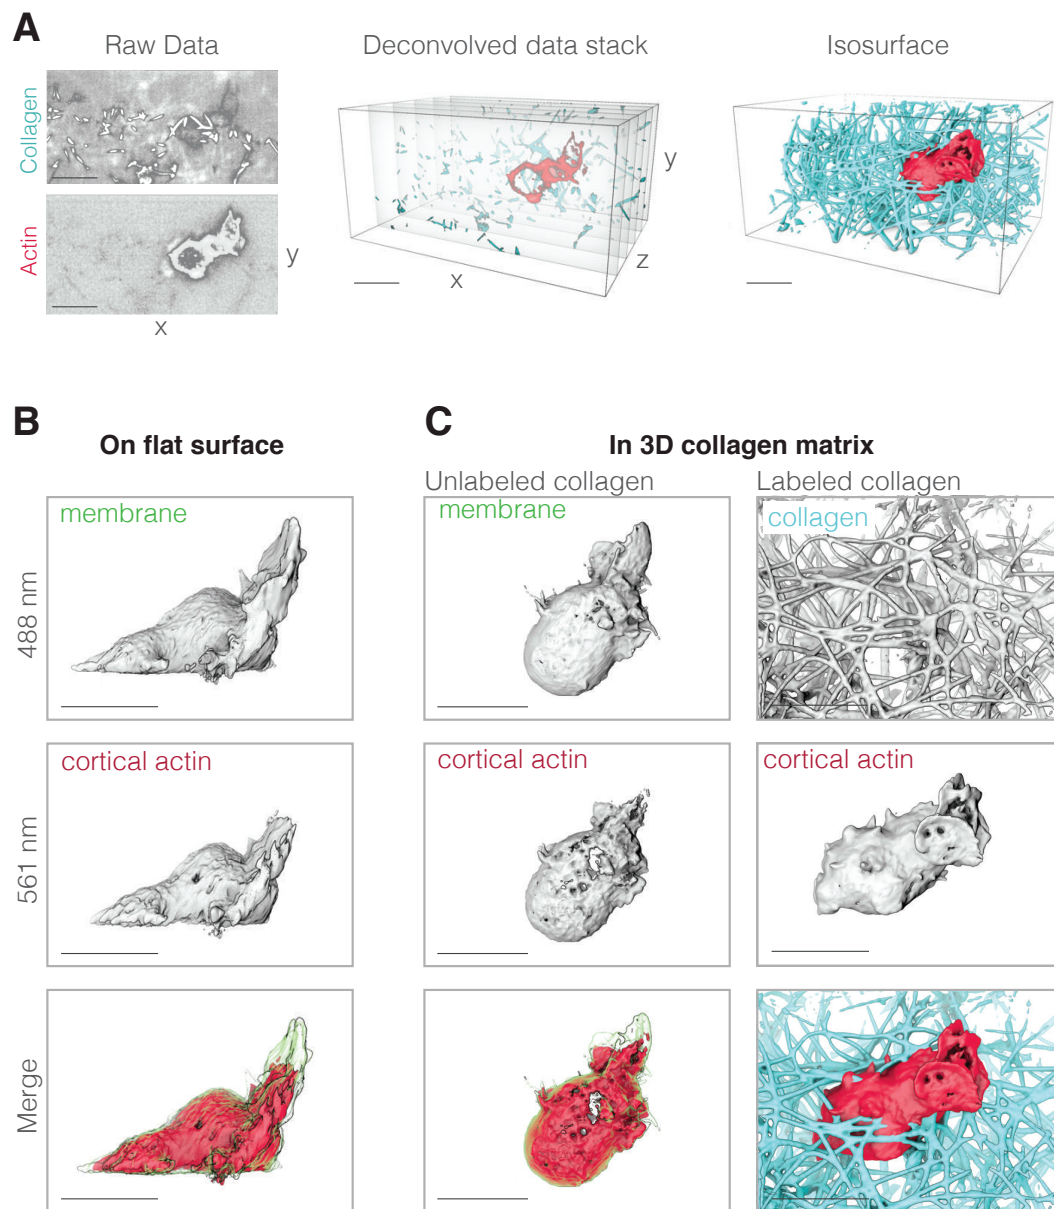 A
Raw Data
Deconvolved data stack
Isosurface
Collagen
Actin
y
x
y
z
x
B
On flat surface
C
In 3D collagen matrix
Unlabeled collagen
Labeled collagen
488 nm
membrane
membrane
collagen
561 nm
cortical actin
cortical actin
cortical actin
Merge